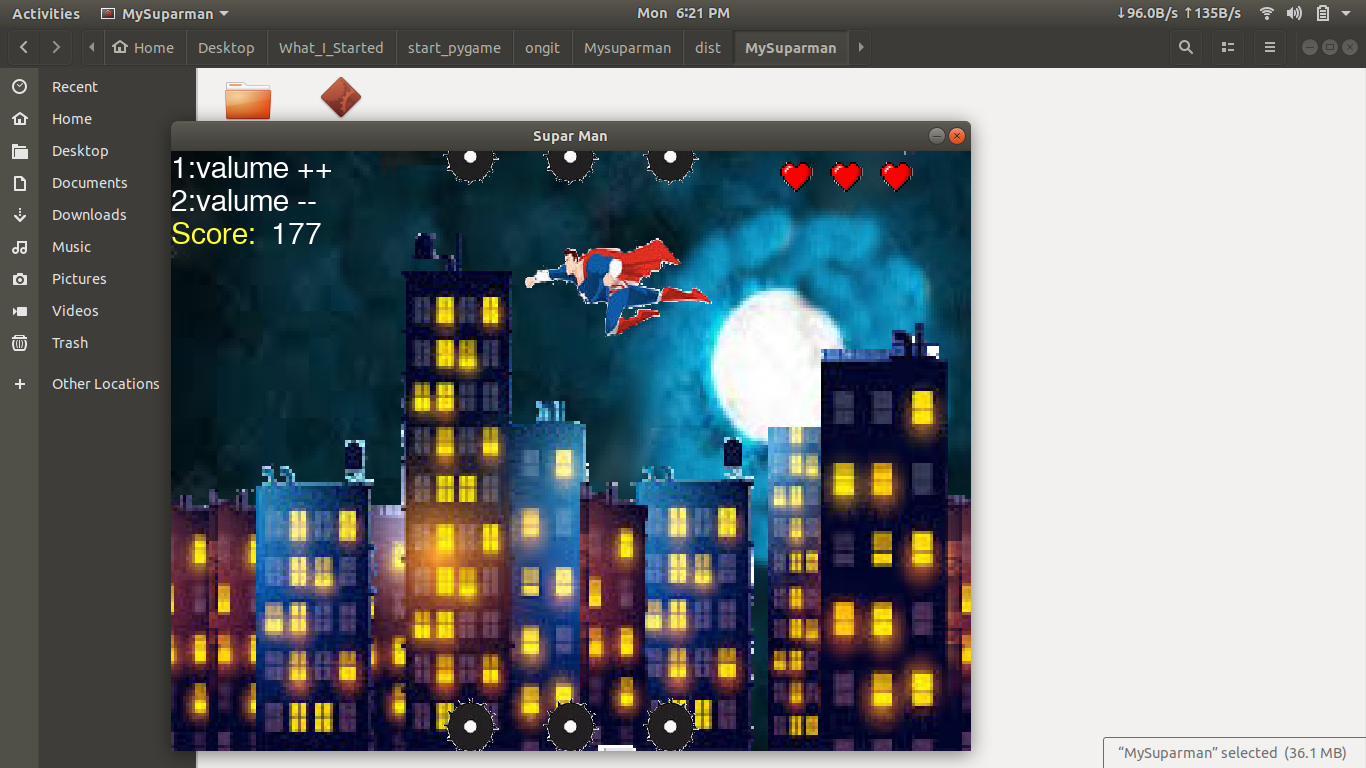 Activities
MySuparman
Mon 6:21 PM
↓96.0B/s ↑135B/s
Home
Desktop
What_I_Started
start_pygame
ongit
Mysuparman
dist
MySuparman
Recent
Home
Desktop
Documents
Downloads
Music
Pictures
Videos
Trash
Other Locations
Supar Man
1:valume ++
2:valume --
Score: 177
“MySuparman” selected (36.1 MB)